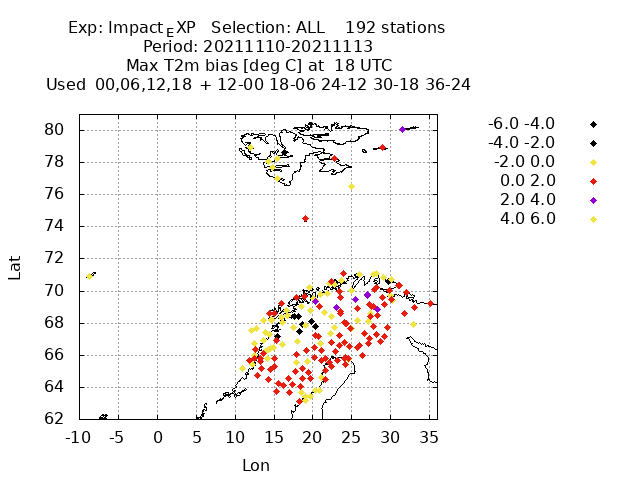 Exp: Impact_EXP   Selection: ALL    192 stations
Period: 20211110-20211113
Max T2m bias [deg C] at  18 UTC
Used  00,06,12,18  + 12-00 18-06 24-12 30-18 36-24
-6.0 -4.0
-4.0 -2.0
-2.0 0.0
0.0 2.0
2.0 4.0
4.0 6.0
80
78
76
74
72
70
68
66
64
62
Lat
-10 -5 0 5 10 15 20 25 30 35
Lon